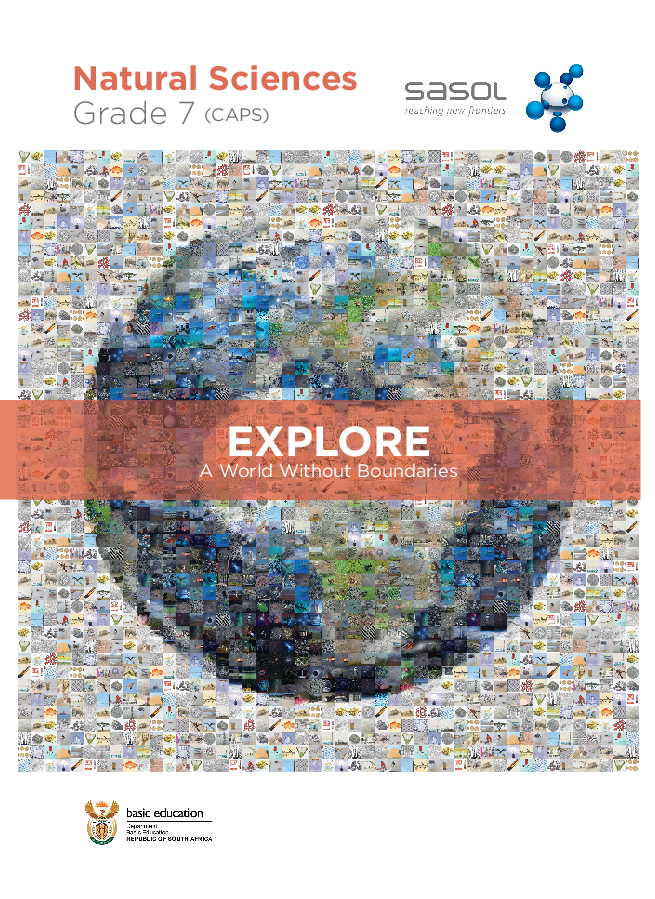 Natural Sciences
Grade 7 (CAPS)
sasol
reaching new frontiers
EXPLORE
A World Without Boundaries
basic education
Department:
Basic Education
REPUBLIC OF SOUTH AFRICA